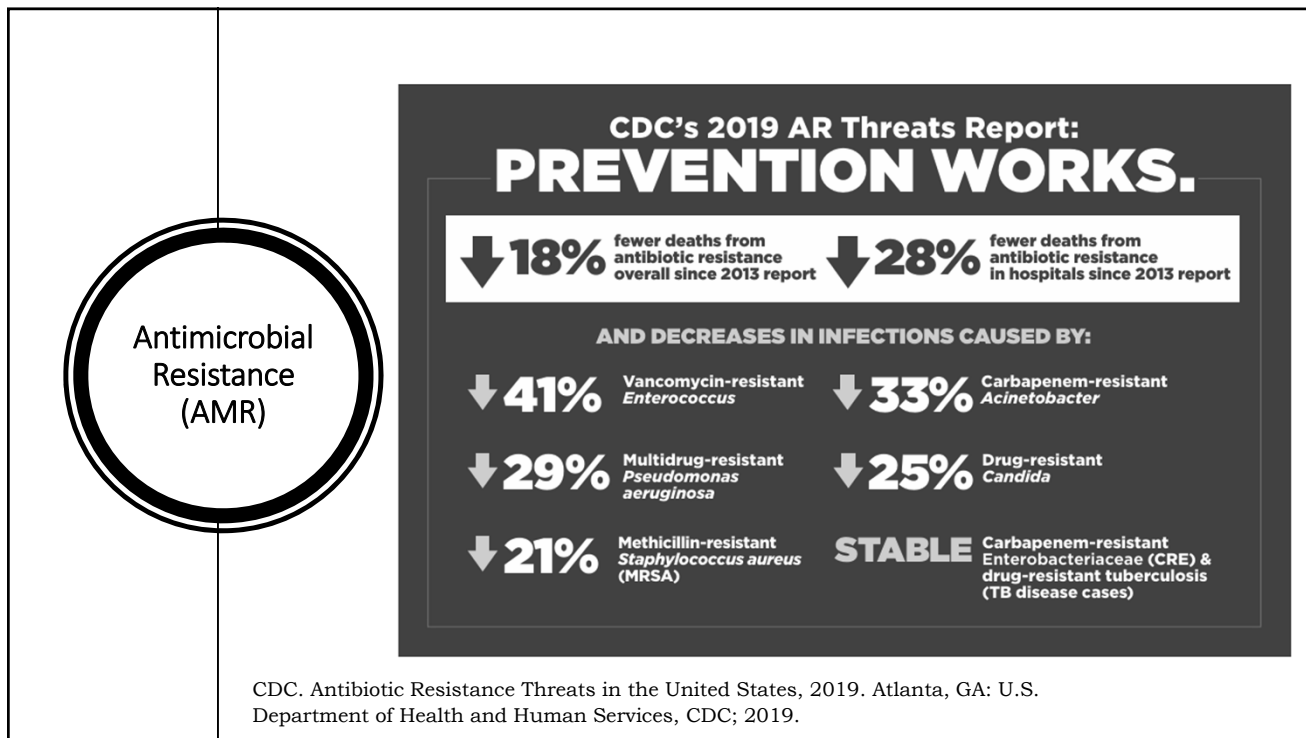 Antimicrobial
Resistance
(AMR)
CDC's 2019 AR Threats Report:
PREVENTION WORKS.
18%
fewer deaths from
antibiotic resistance
overall since 2013 report
28%
fewer deaths from
antibiotic resistance
in hospitals since 2013 report
AND DECREASES IN INFECTIONS CAUSED BY:
41%
Vancomycin-resistant
Enterococcus
33%
Carbapenem-resistant
Acinetobacter
29%
Multidrug-resistant
Pseudomonas
aeruginosa
25%
Drug-resistant
Candida
21%
Methicillin-resistant
Staphylococcus aureus
(MRSA)
STABLE
Carbapenem-resistant
Enterobacteriaceae (CRE) &
drug-resistant tuberculosis
(TB disease cases)
CDC. Antibiotic Resistance Threats in the United States, 2019. Atlanta, GA: U.S.
Department of Health and Human Services, CDC; 2019.